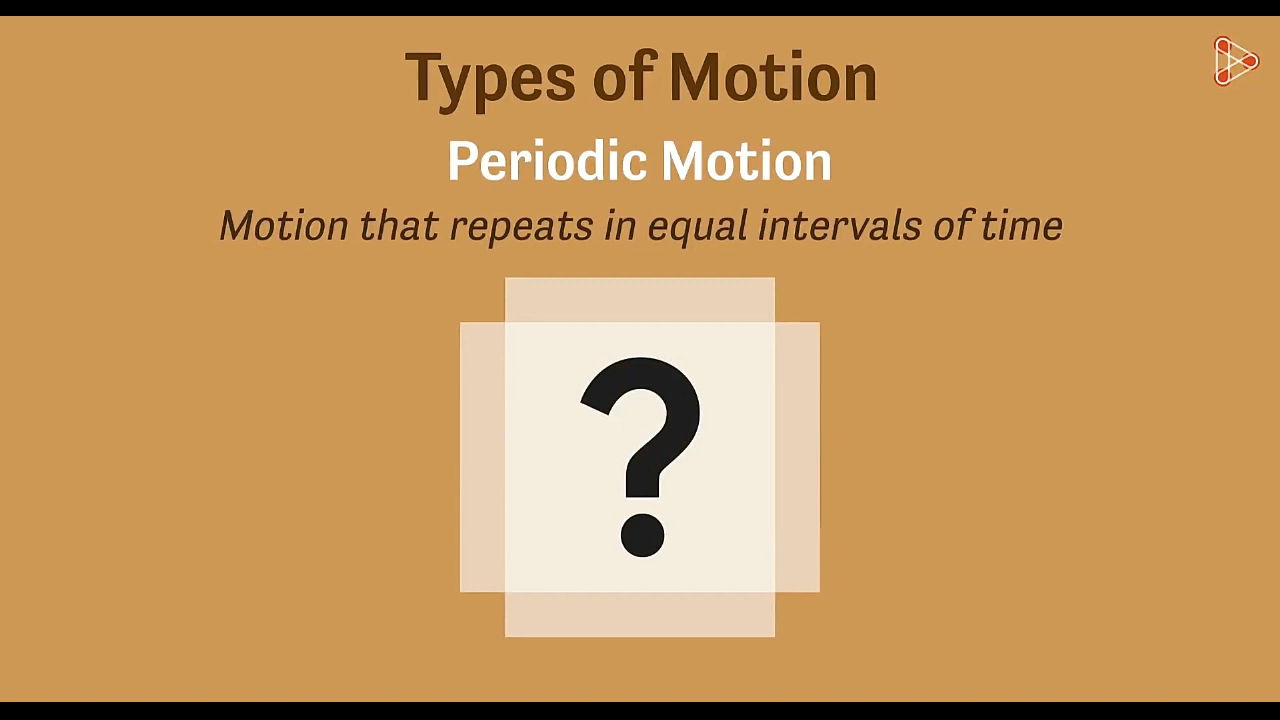 Types of Motion
Periodic Motion
Motion that repeats in equal intervals of time
?